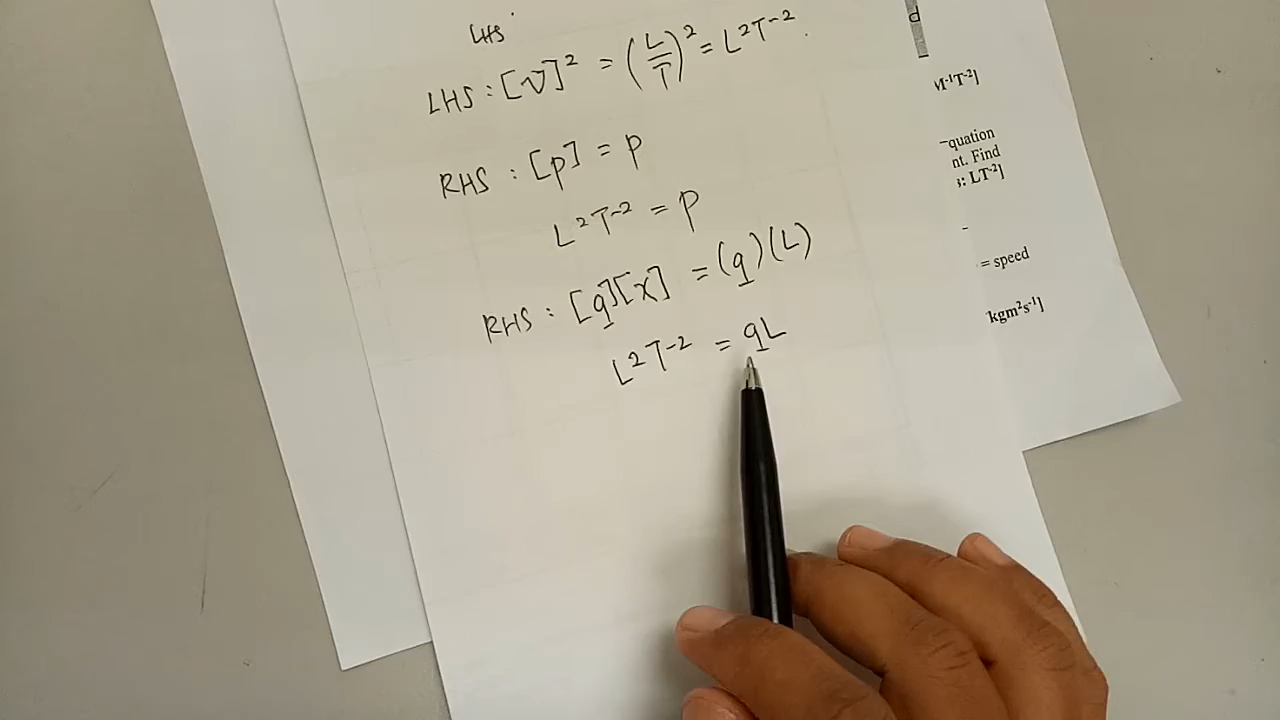 LHS
LHS : [v]² = (L/T)² = L²T⁻².
RHS : [p] = p
L²T⁻² = p
RHS : [q][x] = (q)(L)
L²T⁻² = qL
d
M⁻¹T⁻²]
quation
nt. Find
s: LT⁻²]
= speed
kgm²s⁻¹]